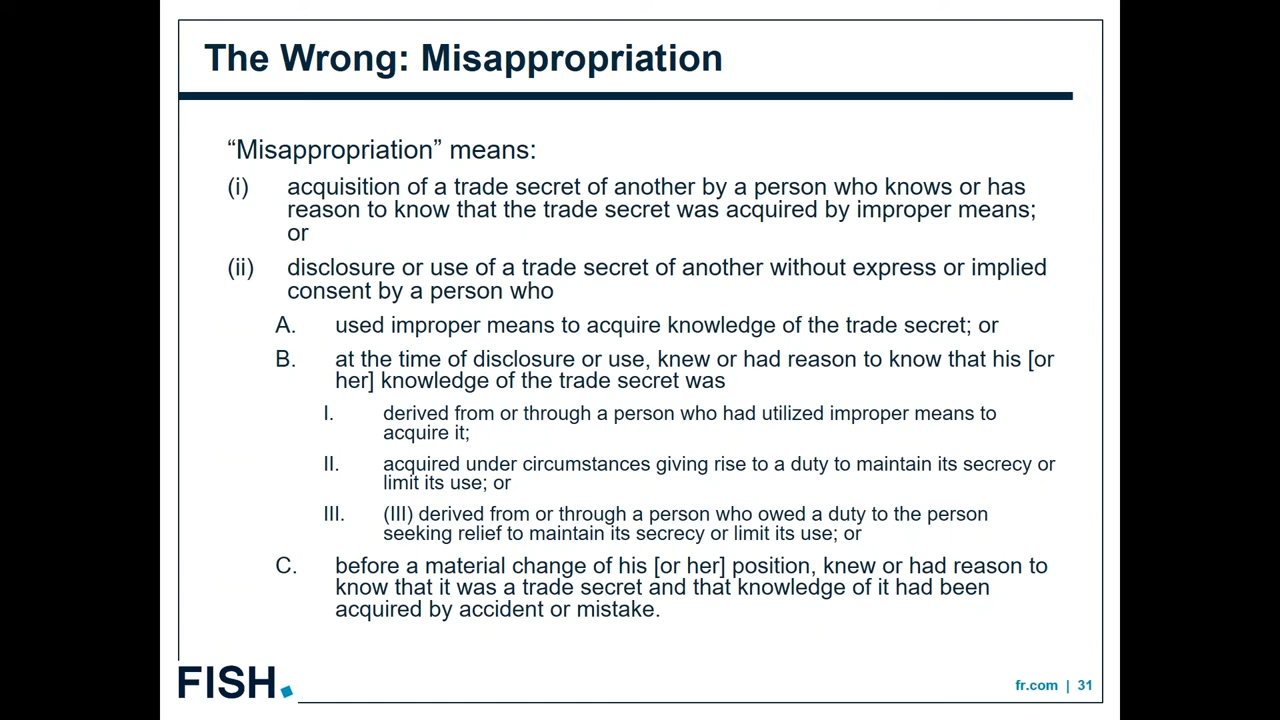 The Wrong: Misappropriation
“Misappropriation” means:
(i) acquisition of a trade secret of another by a person who knows or has
reason to know that the trade secret was acquired by improper means;
or
(ii) disclosure or use of a trade secret of another without express or implied
consent by a person who
A. used improper means to acquire knowledge of the trade secret; or
B. at the time of disclosure or use, knew or had reason to know that his [or
her] knowledge of the trade secret was
I. derived from or through a person who had utilized improper means to
acquire it;
II. acquired under circumstances giving rise to a duty to maintain its secrecy or
limit its use; or
III. (III) derived from or through a person who owed a duty to the person
seeking relief to maintain its secrecy or limit its use; or
C. before a material change of his [or her] position, knew or had reason to
know that it was a trade secret and that knowledge of it had been
acquired by accident or mistake.
FISH.
fr.com | 31